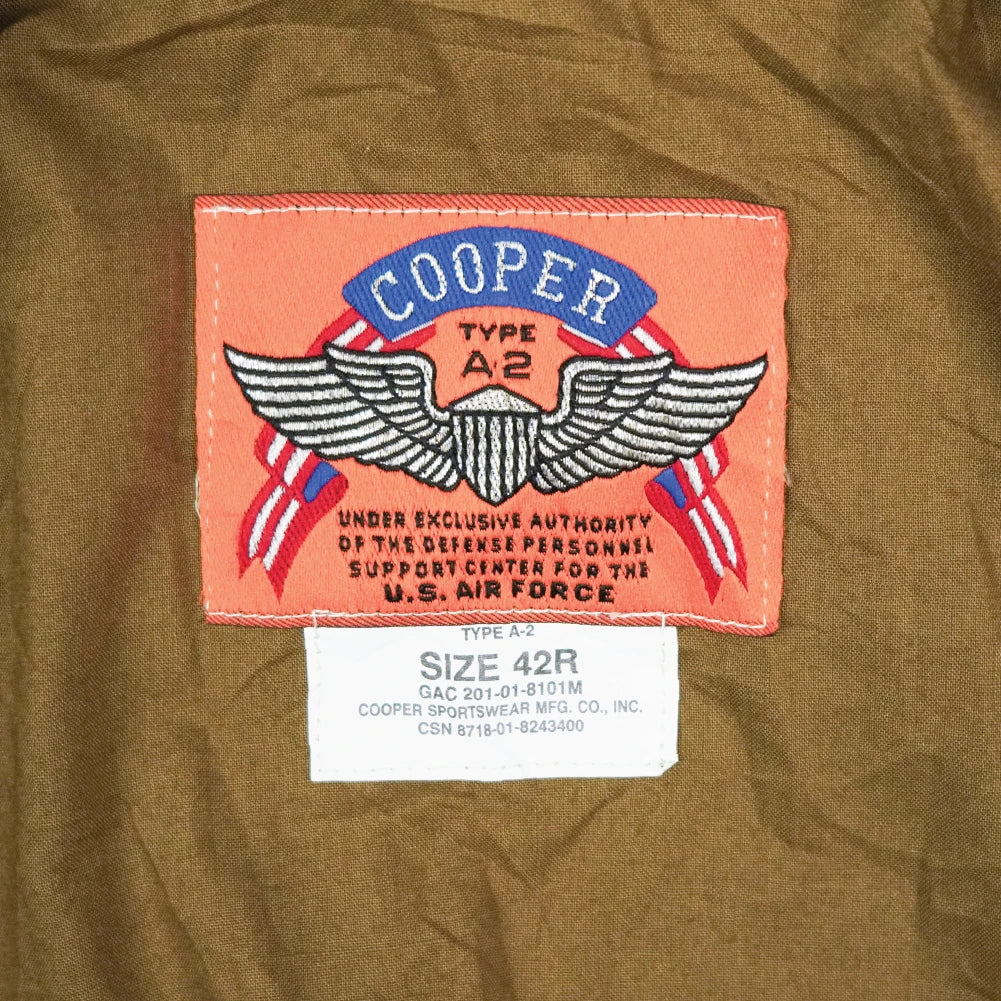 COOPER
TYPE
A-2
UNDER EXCLUSIVE AUTHORITY
OF THE DEFENSE PERSONNEL
SUPPORT CENTER FOR THE
U.S. AIR FORCE
TYPE A-2
SIZE 42R
GAC 201-01-8101M
COOPER SPORTSWEAR MFG. CO., INC.
CSN 8718-01-8243400